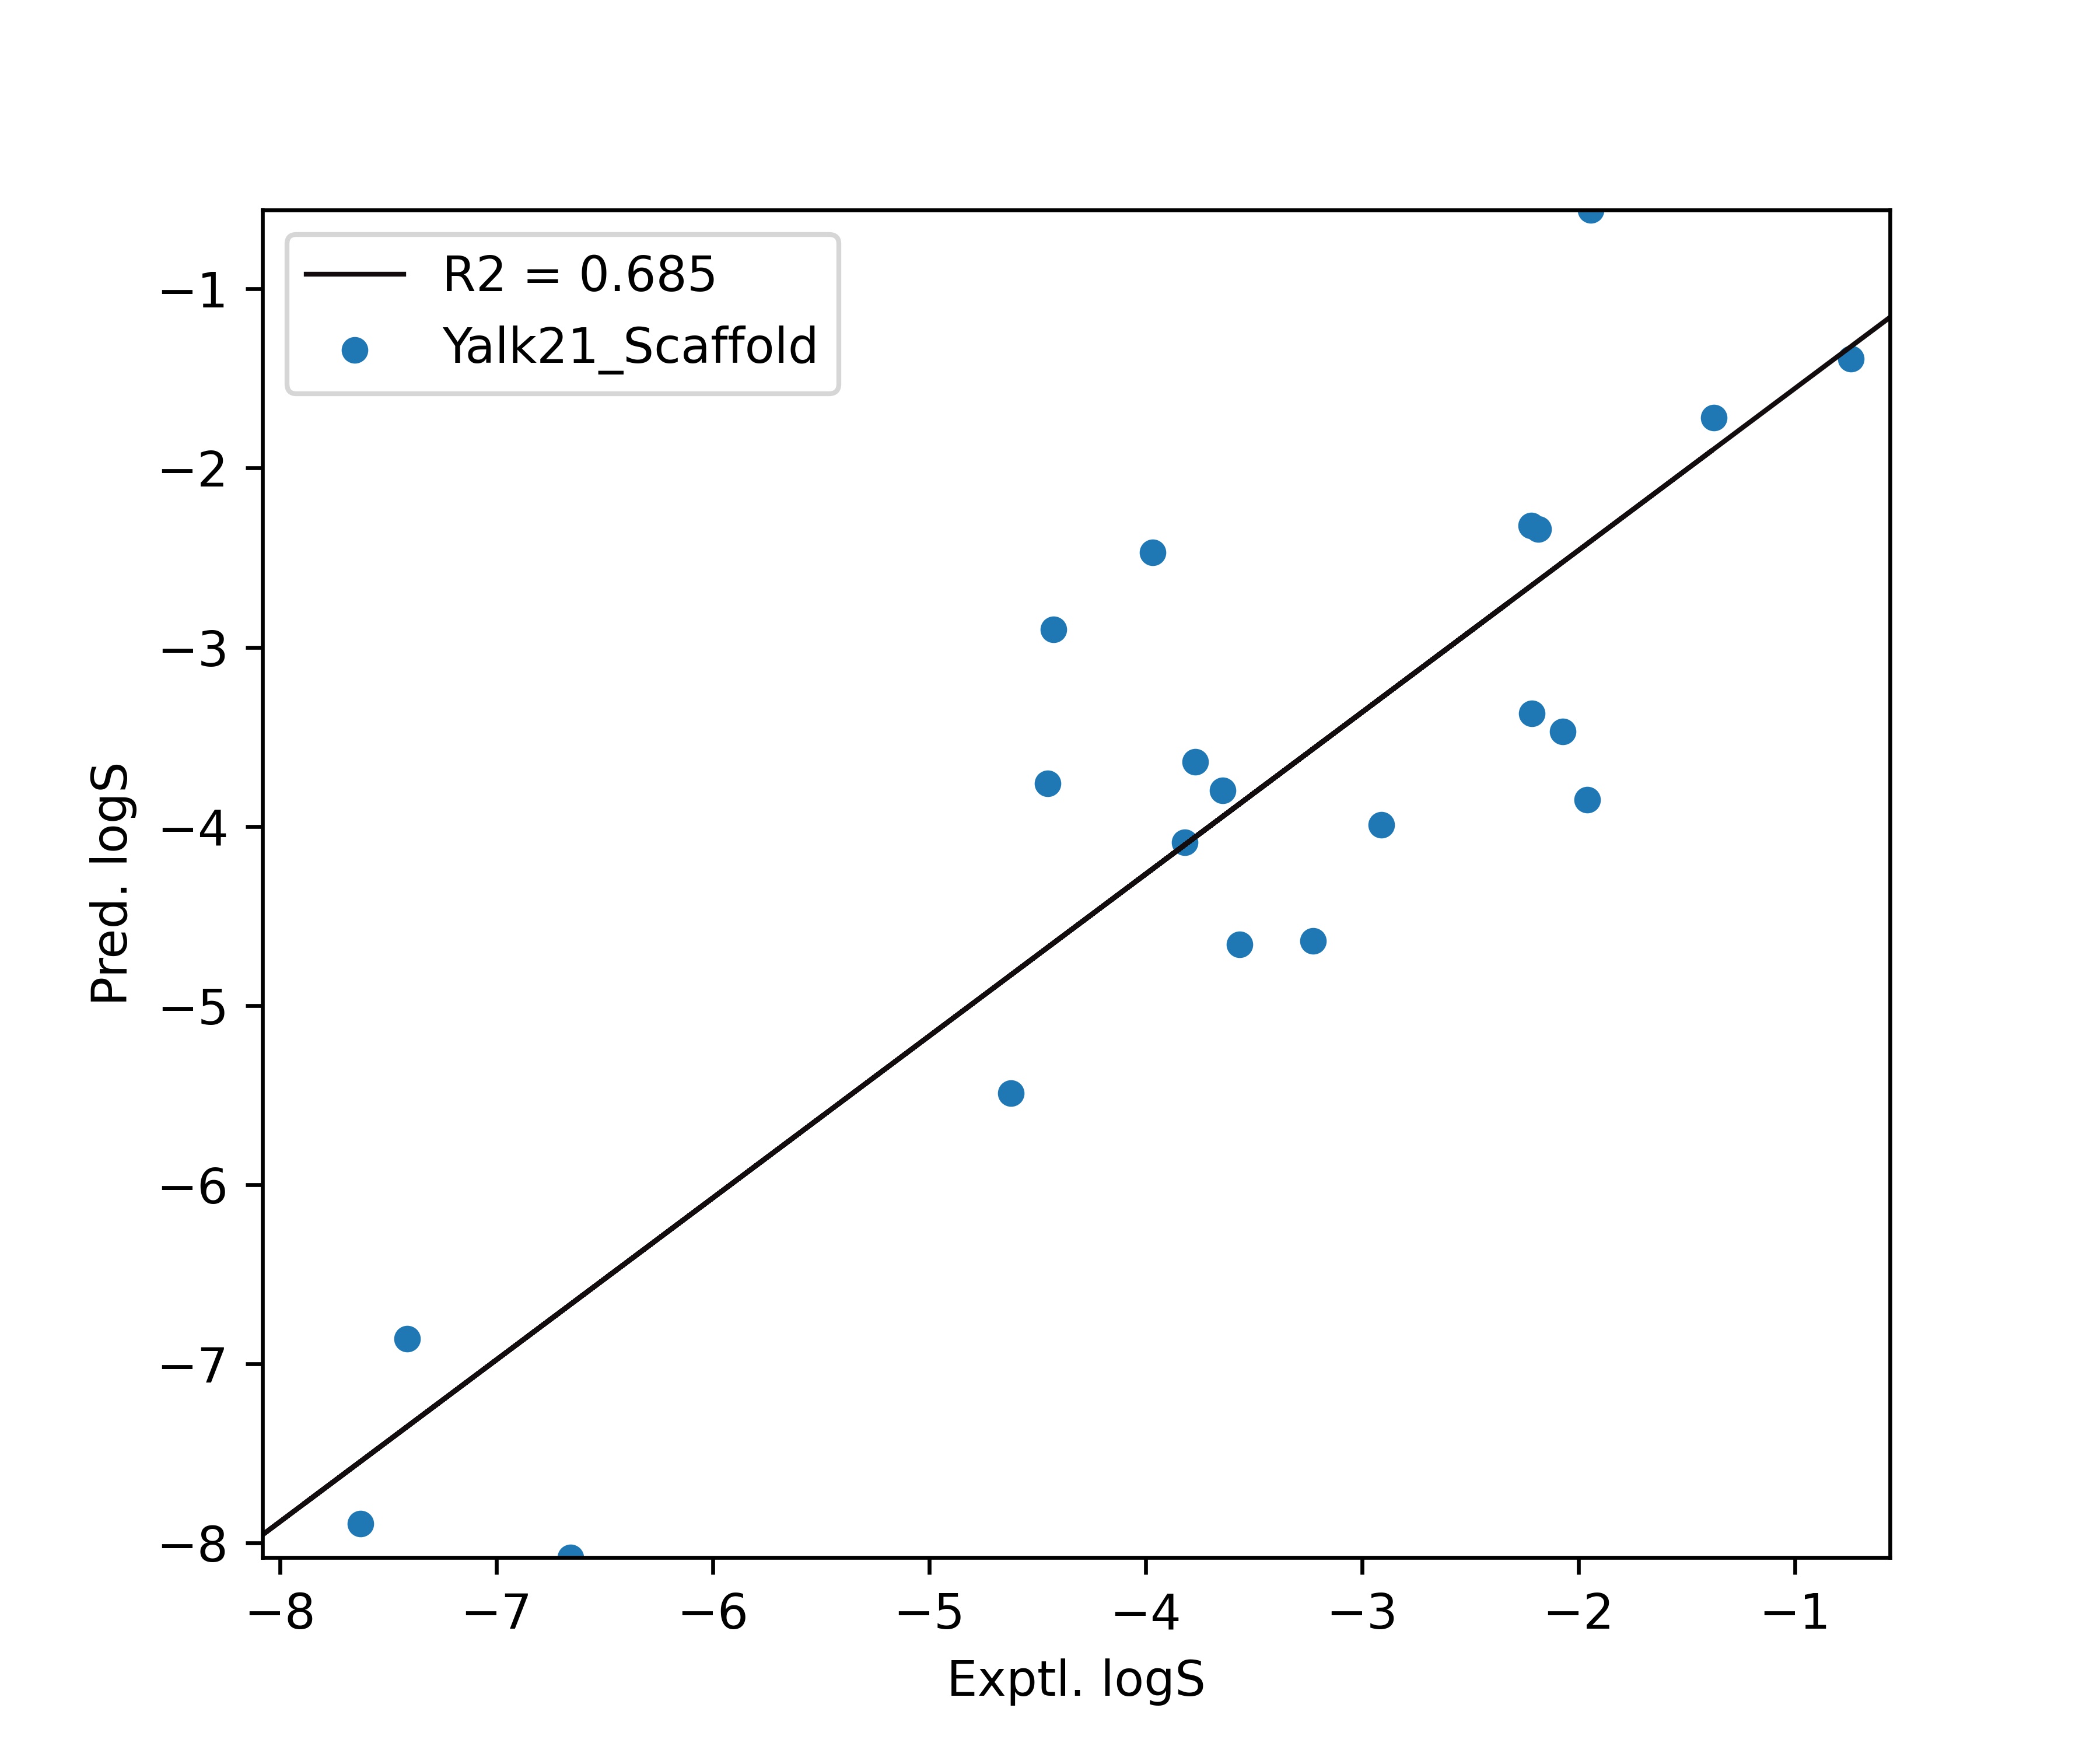 R2 = 0.685
Yalk21_Scaffold
−1
−2
−3
−4
−5
−6
−7
−8
Pred. logS
−8 −7 −6 −5 −4 −3 −2 −1
Exptl. logS